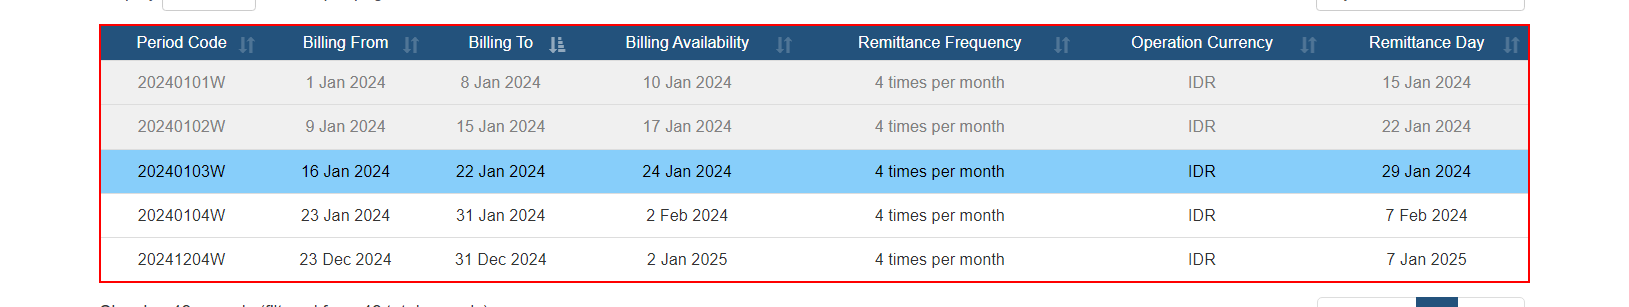 Period Code Billing From Billing To Billing Availability Remittance Frequency Operation Currency Remittance Day
20240101W 1 Jan 2024 8 Jan 2024 10 Jan 2024 4 times per month IDR 15 Jan 2024
20240102W 9 Jan 2024 15 Jan 2024 17 Jan 2024 4 times per month IDR 22 Jan 2024
20240103W 16 Jan 2024 22 Jan 2024 24 Jan 2024 4 times per month IDR 29 Jan 2024
20240104W 23 Jan 2024 31 Jan 2024 2 Feb 2024 4 times per month IDR 7 Feb 2024
20241204W 23 Dec 2024 31 Dec 2024 2 Jan 2025 4 times per month IDR 7 Jan 2025